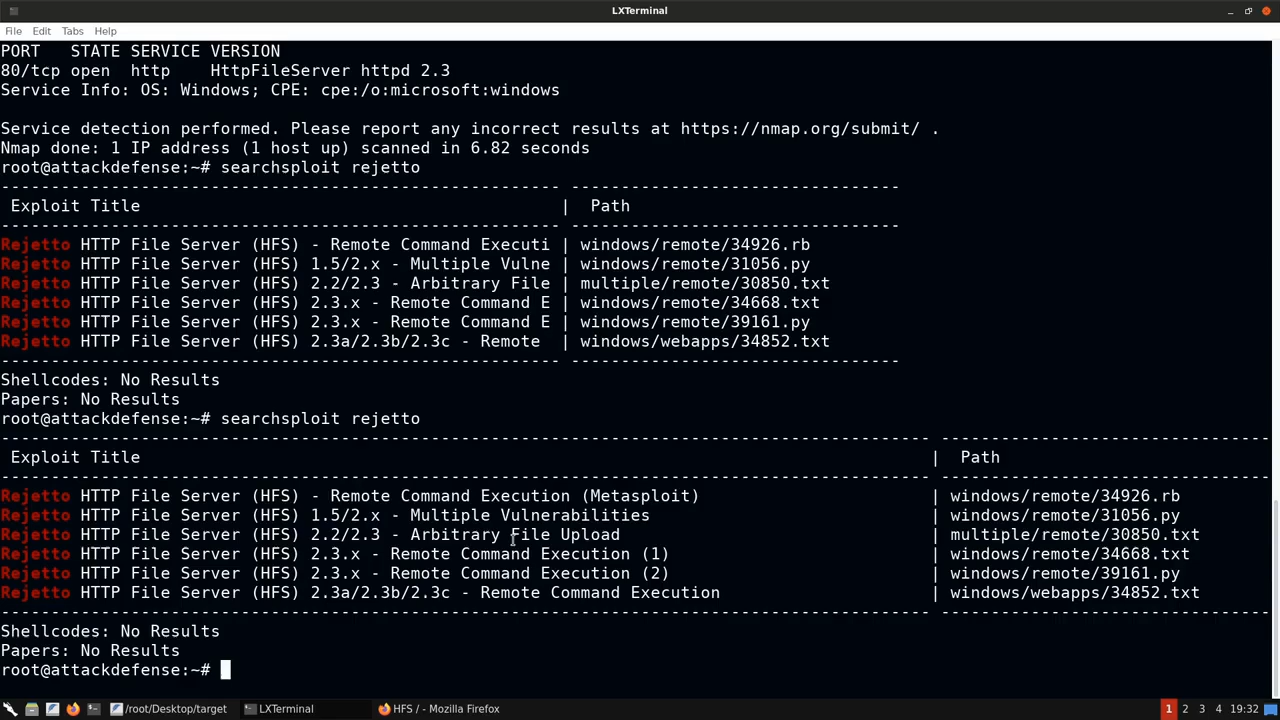 LXTerminal
File Edit Tabs Help
PORT   STATE SERVICE VERSION
80/tcp open  http    HttpFileServer httpd 2.3
Service Info: OS: Windows; CPE: cpe:/o:microsoft:windows
Service detection performed. Please report any incorrect results at https://nmap.org/submit/ .
Nmap done: 1 IP address (1 host up) scanned in 6.82 seconds
root@attackdefense:~# searchsploit rejetto
------------------------------------------------------- ---------------------------------
 Exploit Title                                          |  Path
------------------------------------------------------- ---------------------------------
Rejetto HTTP File Server (HFS) - Remote Command Executi | windows/remote/34926.rb
Rejetto HTTP File Server (HFS) 1.5/2.x - Multiple Vulne | windows/remote/31056.py
Rejetto HTTP File Server (HFS) 2.2/2.3 - Arbitrary File | multiple/remote/30850.txt
Rejetto HTTP File Server (HFS) 2.3.x - Remote Command E | windows/remote/34668.txt
Rejetto HTTP File Server (HFS) 2.3.x - Remote Command E | windows/remote/39161.py
Rejetto HTTP File Server (HFS) 2.3a/2.3b/2.3c - Remote  | windows/webapps/34852.txt
------------------------------------------------------- ---------------------------------
Shellcodes: No Results
Papers: No Results
root@attackdefense:~# searchsploit rejetto
--------------------------------------------------------------------------------------------- ---------------------------------
 Exploit Title                                                                               |  Path
--------------------------------------------------------------------------------------------- ---------------------------------
Rejetto HTTP File Server (HFS) - Remote Command Execution (Metasploit)                       | windows/remote/34926.rb
Rejetto HTTP File Server (HFS) 1.5/2.x - Multiple Vulnerabilities                            | windows/remote/31056.py
Rejetto HTTP File Server (HFS) 2.2/2.3 - Arbitrary File Upload                               | multiple/remote/30850.txt
Rejetto HTTP File Server (HFS) 2.3.x - Remote Command Execution (1)                          | windows/remote/34668.txt
Rejetto HTTP File Server (HFS) 2.3.x - Remote Command Execution (2)                          | windows/remote/39161.py
Rejetto HTTP File Server (HFS) 2.3a/2.3b/2.3c - Remote Command Execution                     | windows/webapps/34852.txt
--------------------------------------------------------------------------------------------- ---------------------------------
Shellcodes: No Results
Papers: No Results
root@attackdefense:~#
/root/Desktop/target LXTerminal HFS / - Mozilla Firefox 1 2 3 4 19:32